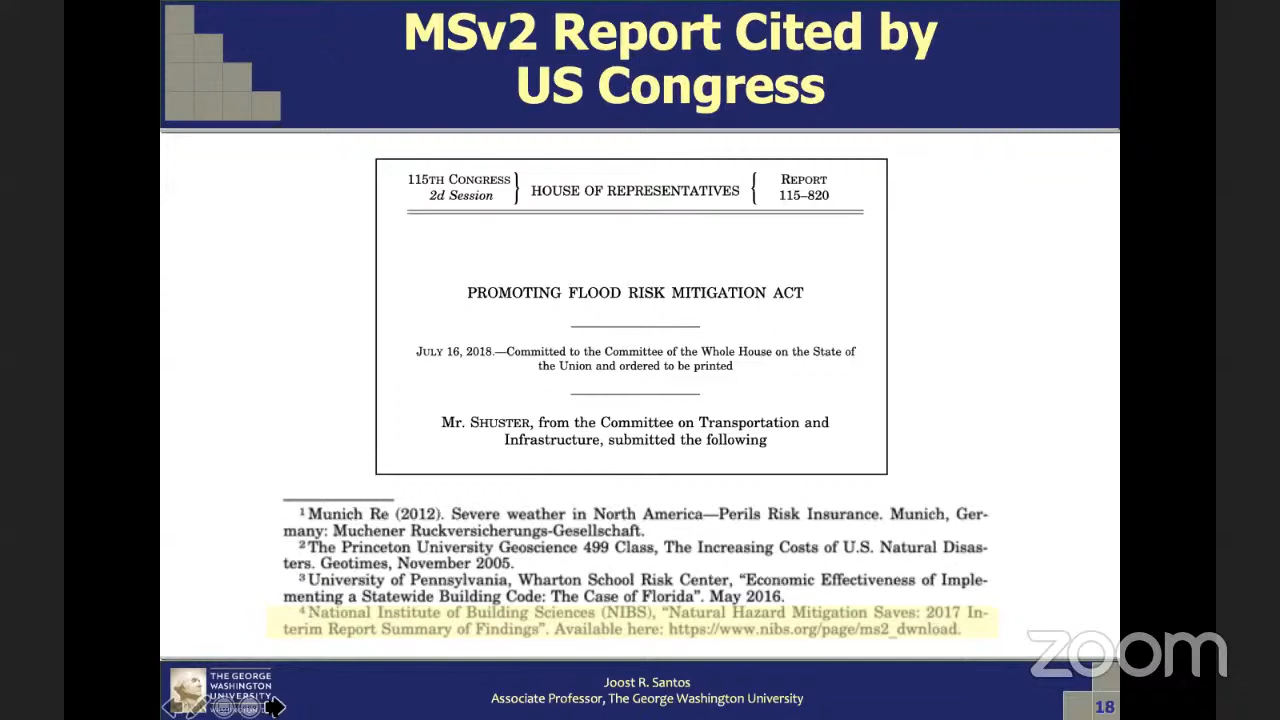 MSv2 Report Cited by
US Congress
115TH CONGRESS
2d Session
HOUSE OF REPRESENTATIVES
REPORT
115–820
PROMOTING FLOOD RISK MITIGATION ACT
JULY 16, 2018.—Committed to the Committee of the Whole House on the State of
the Union and ordered to be printed
Mr. SHUSTER, from the Committee on Transportation and
Infrastructure, submitted the following
1 Munich Re (2012). Severe weather in North America—Perils Risk Insurance. Munich, Ger-
many: Muchener Ruckversicherungs-Gesellschaft.
2 The Princeton University Geoscience 499 Class, The Increasing Costs of U.S. Natural Disas-
ters. Geotimes, November 2005.
3 University of Pennsylvania, Wharton School Risk Center, “Economic Effectiveness of Imple-
menting a Statewide Building Code: The Case of Florida”. May 2016.
4 National Institute of Building Sciences (NIBS), “Natural Hazard Mitigation Saves: 2017 In-
terim Report Summary of Findings”. Available here: https://www.nibs.org/page/ms2_dwnload.
zoom
THE GEORGE
WASHINGTON
UNIVERSITY
Joost R. Santos
Associate Professor, The George Washington University
18